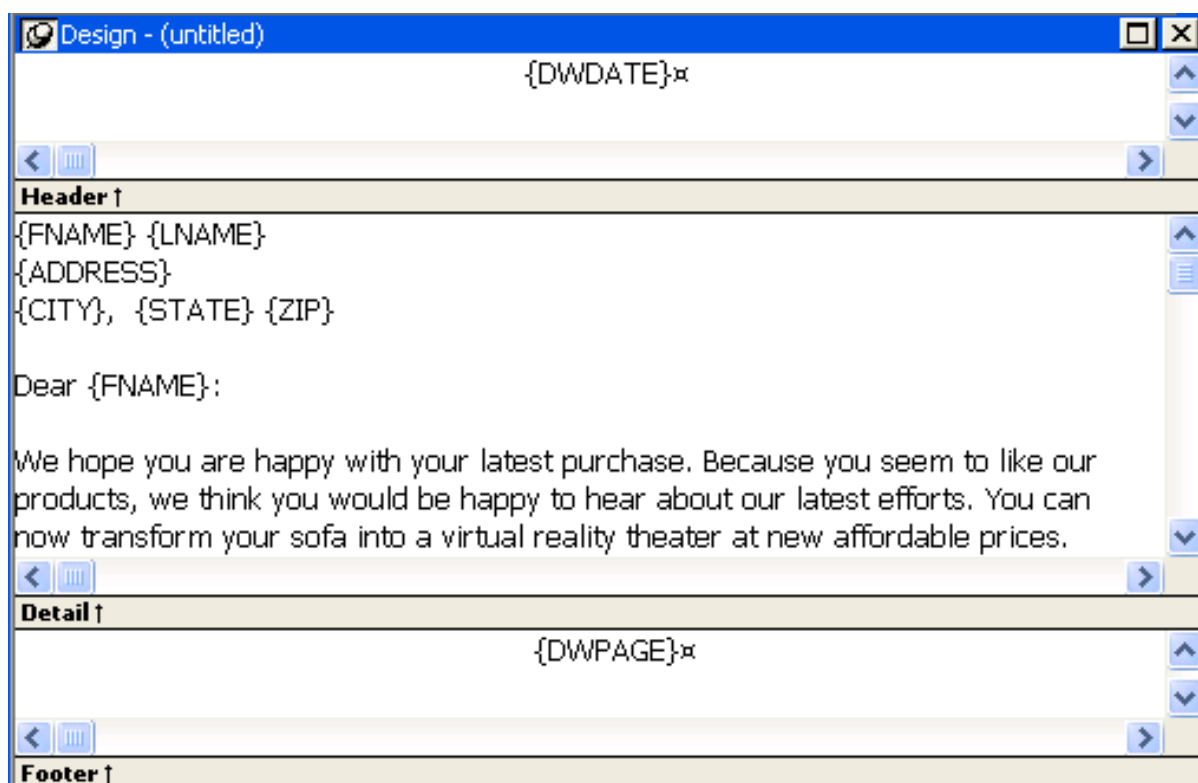 Design - (untitled)
{DWDATE}¤
Header ↑
{FNAME} {LNAME}
{ADDRESS}
{CITY},  {STATE} {ZIP}
Dear {FNAME}:
We hope you are happy with your latest purchase. Because you seem to like our
products, we think you would be happy to hear about our latest efforts. You can
now transform your sofa into a virtual reality theater at new affordable prices.
Detail ↑
{DWPAGE}¤
Footer ↑